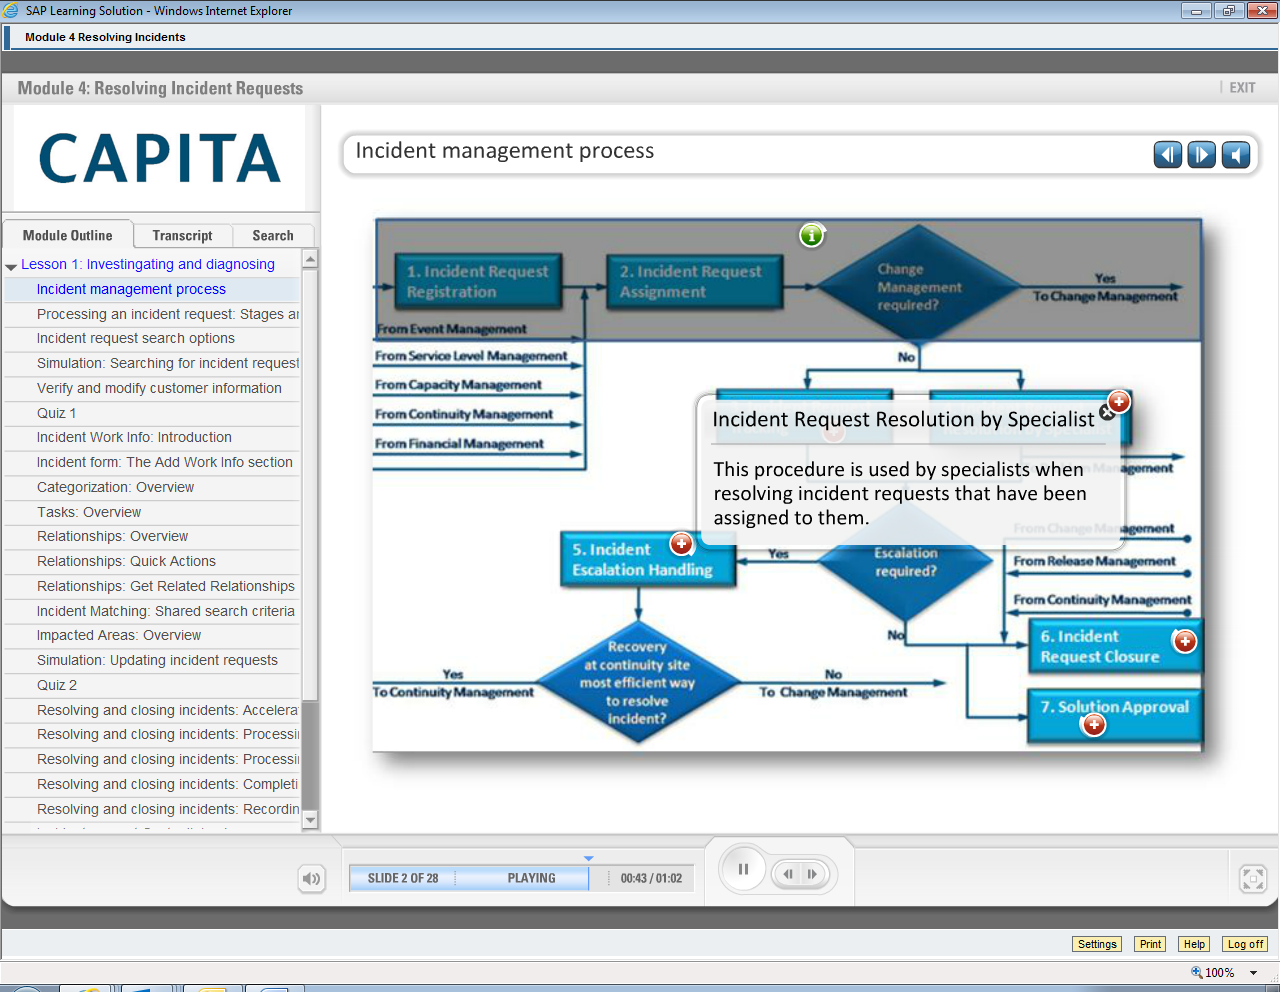 SAP Learning Solution - Windows Internet Explorer
Module 4 Resolving Incidents
Module 4: Resolving Incident Requests
EXIT
CAPITA
Module Outline
Transcript
Search
Lesson 1: Investingating and diagnosing
Incident management process
Processing an incident request: Stages ar
Incident request search options
Simulation: Searching for incident request
Verify and modify customer information
Quiz 1
Incident Work Info: Introduction
Incident form: The Add Work Info section
Categorization: Overview
Tasks: Overview
Relationships: Overview
Relationships: Quick Actions
Relationships: Get Related Relationships
Incident Matching: Shared search criteria
Impacted Areas: Overview
Simulation: Updating incident requests
Quiz 2
Resolving and closing incidents: Accelera
Resolving and closing incidents: Processi
Resolving and closing incidents: Processi
Resolving and closing incidents: Completi
Resolving and closing incidents: Recordin
Incident management process
1. Incident Request
Registration
2. Incident Request
Assignment
Change
Management
required?
Yes
To Change Management
From Event Management
From Service Level Management
From Capacity Management
From Continuity Management
From Financial Management
No
Incident Request Resolution by Specialist
This procedure is used by specialists when
resolving incident requests that have been
assigned to them.
From Change Management
From Release Management
From Continuity Management
5. Incident
Escalation Handling
Yes
Escalation
required?
No
6. Incident
Request Closure
7. Solution Approval
Recovery
at continuity site
most efficient way
to resolve
Incident?
Yes
To Continuity Management
No
To Change Management
SLIDE 2 OF 28
PLAYING
00:43 / 01:02
Settings
Print
Help
Log off
100%